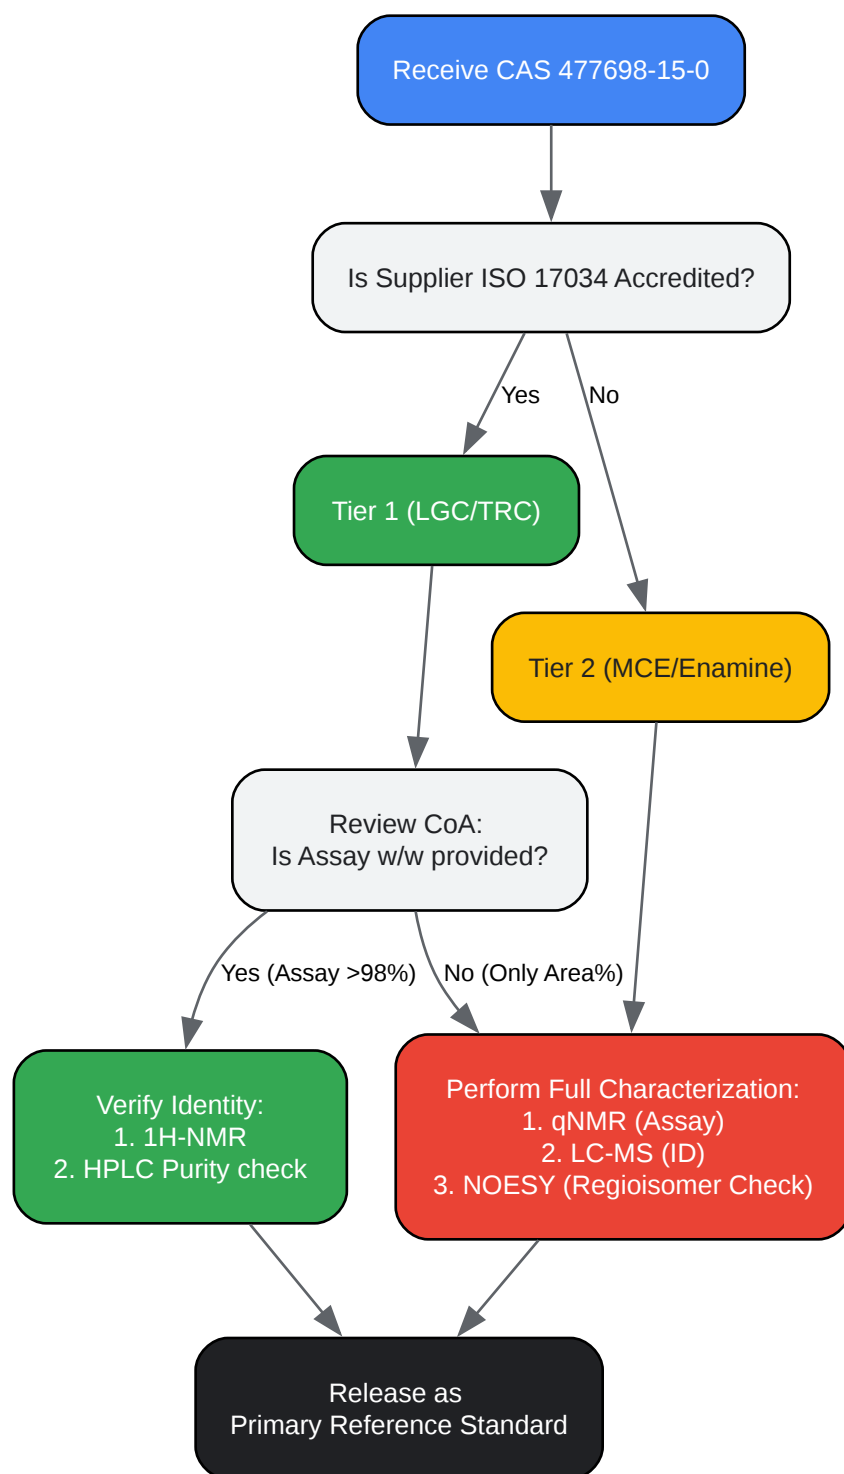 Receive CAS 477698-15-0
Is Supplier ISO 17034 Accredited?
Yes
No
Tier 1 (LGC/TRC)
Tier 2 (MCE/Enamine)
Review CoA:
Is Assay w/w provided?
Yes (Assay >98%)
No (Only Area%)
Verify Identity:
1. 1H-NMR
2. HPLC Purity check
Perform Full Characterization:
1. qNMR (Assay)
2. LC-MS (ID)
3. NOESY (Regioisomer Check)
Release as
Primary Reference Standard